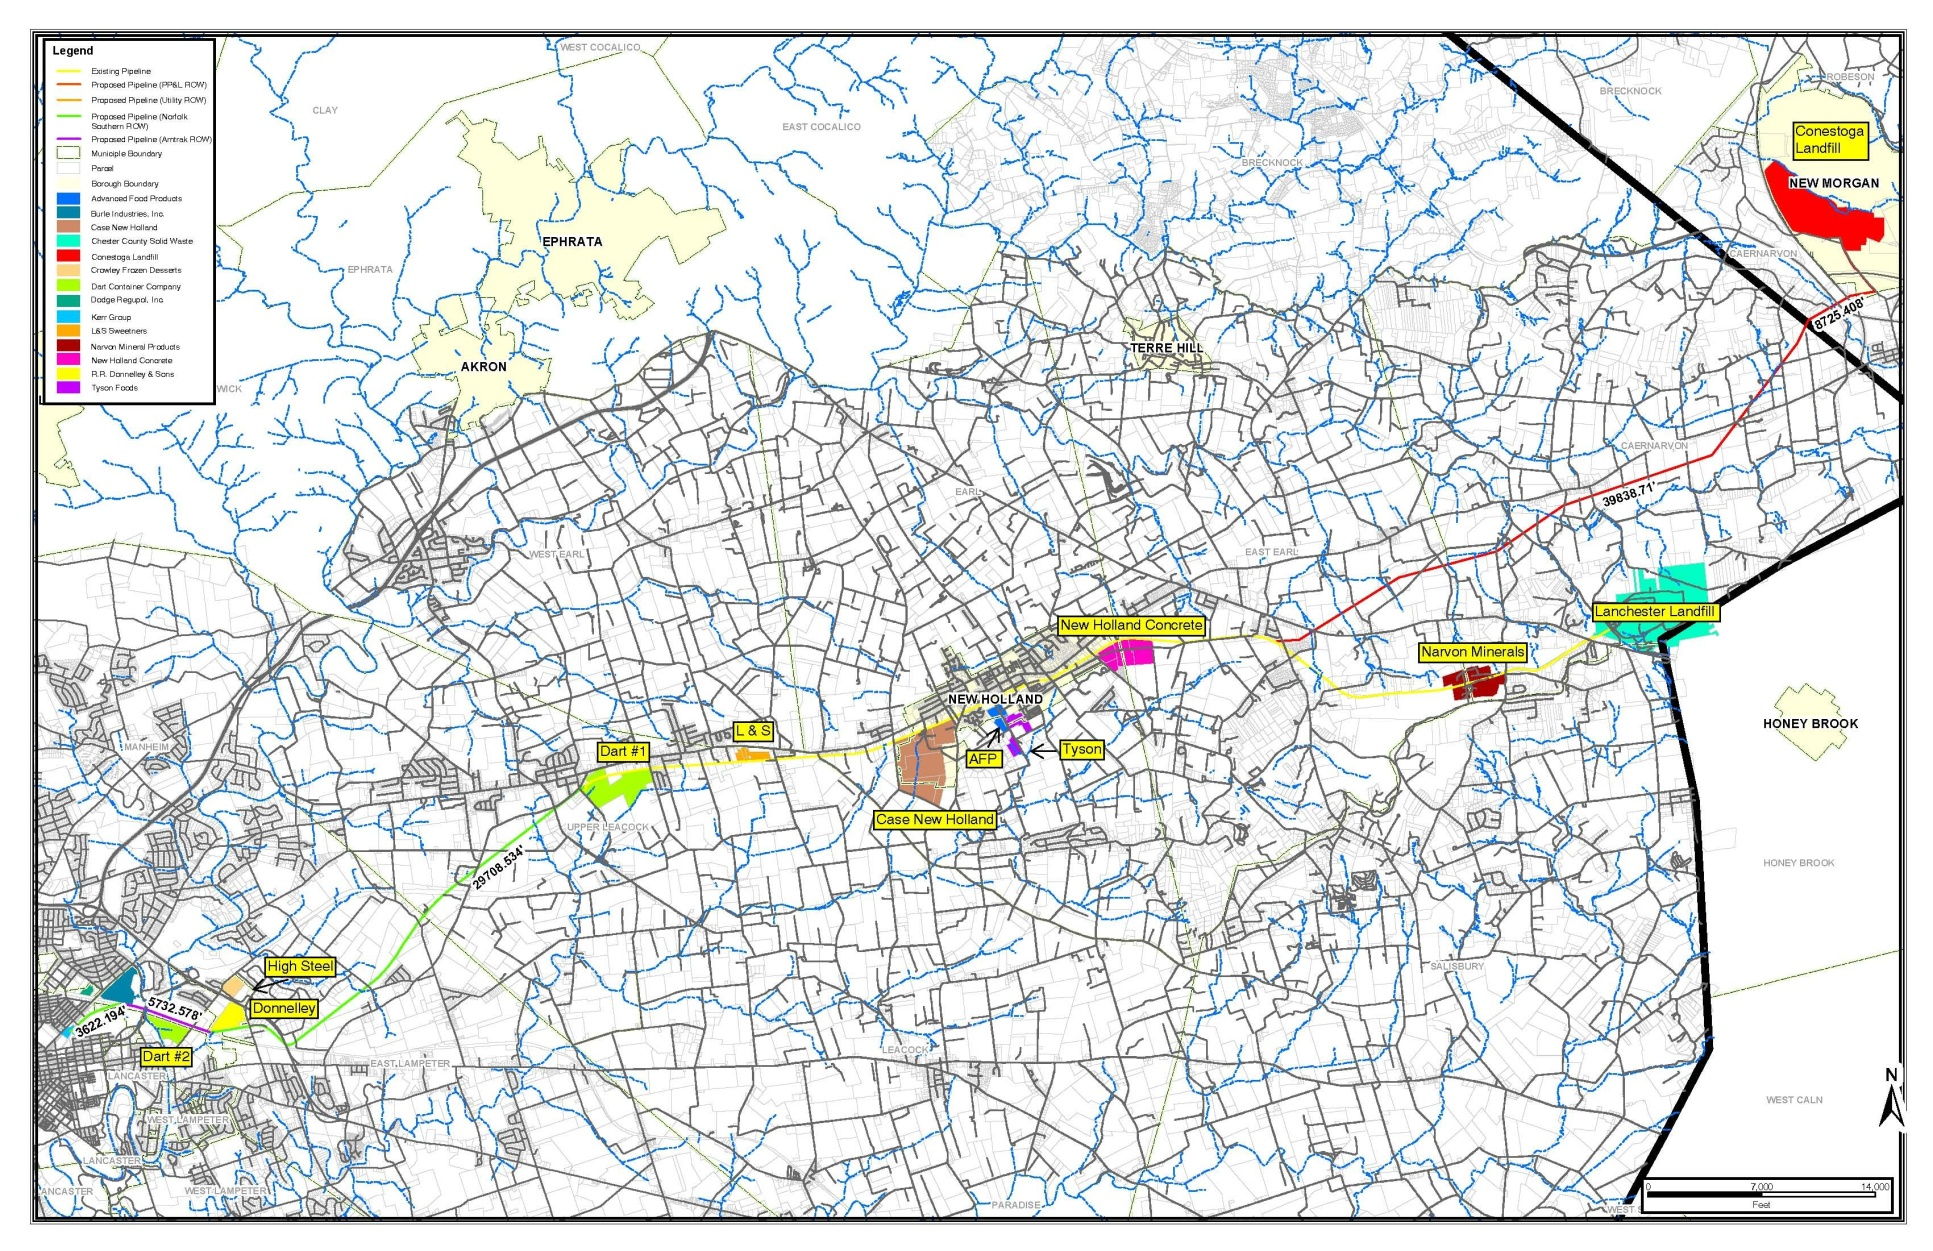 Legend
Existing Pipeline
Proposed Pipeline (PP&L ROW)
Proposed Pipeline (Utility ROW)
Proposed Pipeline (Norfolk
Southern ROW)
Proposed Pipeline (Amtrak ROW)
Municiple Boundary
Parcel
Borough Boundary
Advanced Food Products
Burle Industries, Inc.
Case New Holland
Chester County Solid Waste
Conestoga Landfill
Crowley Frozen Desserts
Dart Container Company
Dodge Regupol, Inc.
Kerr Group
L&S Sweetners
Narvon Mineral Products
New Holland Concrete
R.R. Donnelley & Sons
Tyson Foods
WEST COCALICO
CLAY
EAST COCALICO
BRECKNOCK
BRECKNOCK
ROBESON
Conestoga
Landfill
NEW MORGAN
EPHRATA
EPHRATA
CAERNARVON
8725.408'
TERRE HILL
AKRON
WICK
CAERNARVON
39838.71'
EARL
WEST EARL
EAST EARL
Lanchester Landfill
New Holland Concrete
Narvon Minerals
NEW HOLLAND
HONEY BROOK
L & S
Dart #1
MANHEIM
AFP
Tyson
Case New Holland
UPPER LEACOCK
29708.534'
HONEY BROOK
High Steel
SALISBURY
Donnelley
5732.578'
3622.194'
Dart #2
LEACOCK
EAST LAMPETER
LANCASTER
WEST LAMPETER
WEST CALN
N
LANCASTER
ANCASTER
WEST LAMPETER
PARADISE
WEST S
0 7,000 14,000
Feet